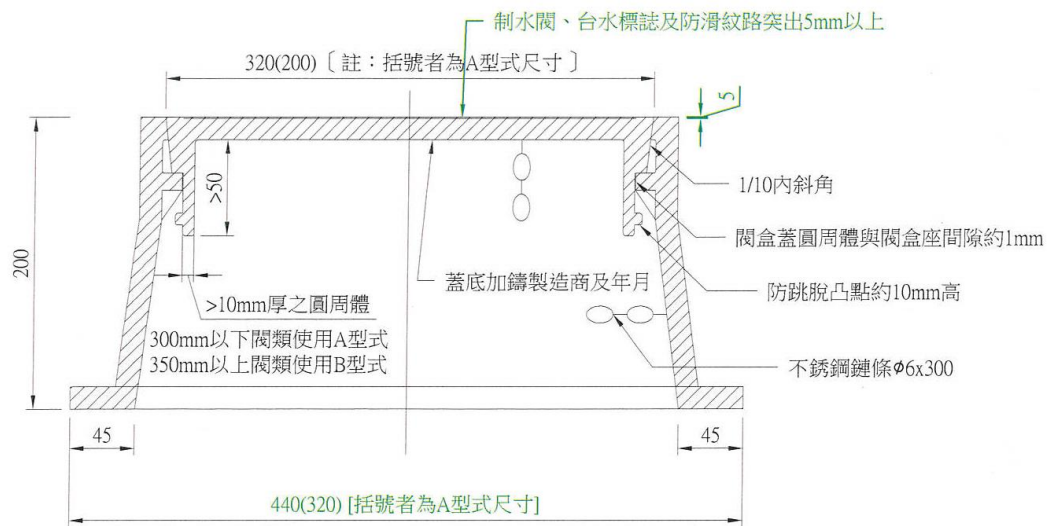 制水閥、台水標誌及防滑紋路突出5mm以上
320(200)〔註：括號者為A型式尺寸〕
5
200
>50
1/10內斜角
閥盒蓋圓周體與閥盒座間隙約1mm
蓋底加鑄製造商及年月
防跳脫凸點約10mm高
>10mm厚之圓周體
300mm以下閥類使用A型式
350mm以上閥類使用B型式
不銹鋼鏈條φ6x300
45
45
440(320) [括號者為A型式尺寸]